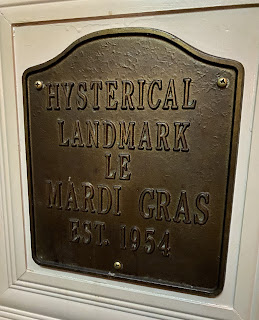 HYSTERICAL
LANDMARK
LE
MARDI GRAS
EST. 1954